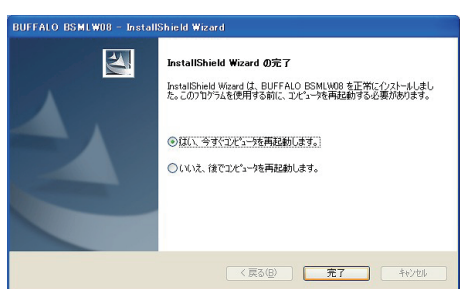 BUFFALO BSMLW08 - InstallShield Wizard
InstallShield Wizard の完了
InstallShield Wizard は、BUFFALO BSMLW08 を正常にインストールしまし
た。このプログラムを使用する前に、コンピュータを再起動する必要があります。
はい、今すぐコンピュータを再起動します。
いいえ、後でコンピュータを再起動します。
< 戻る(B)
完了
キャンセル